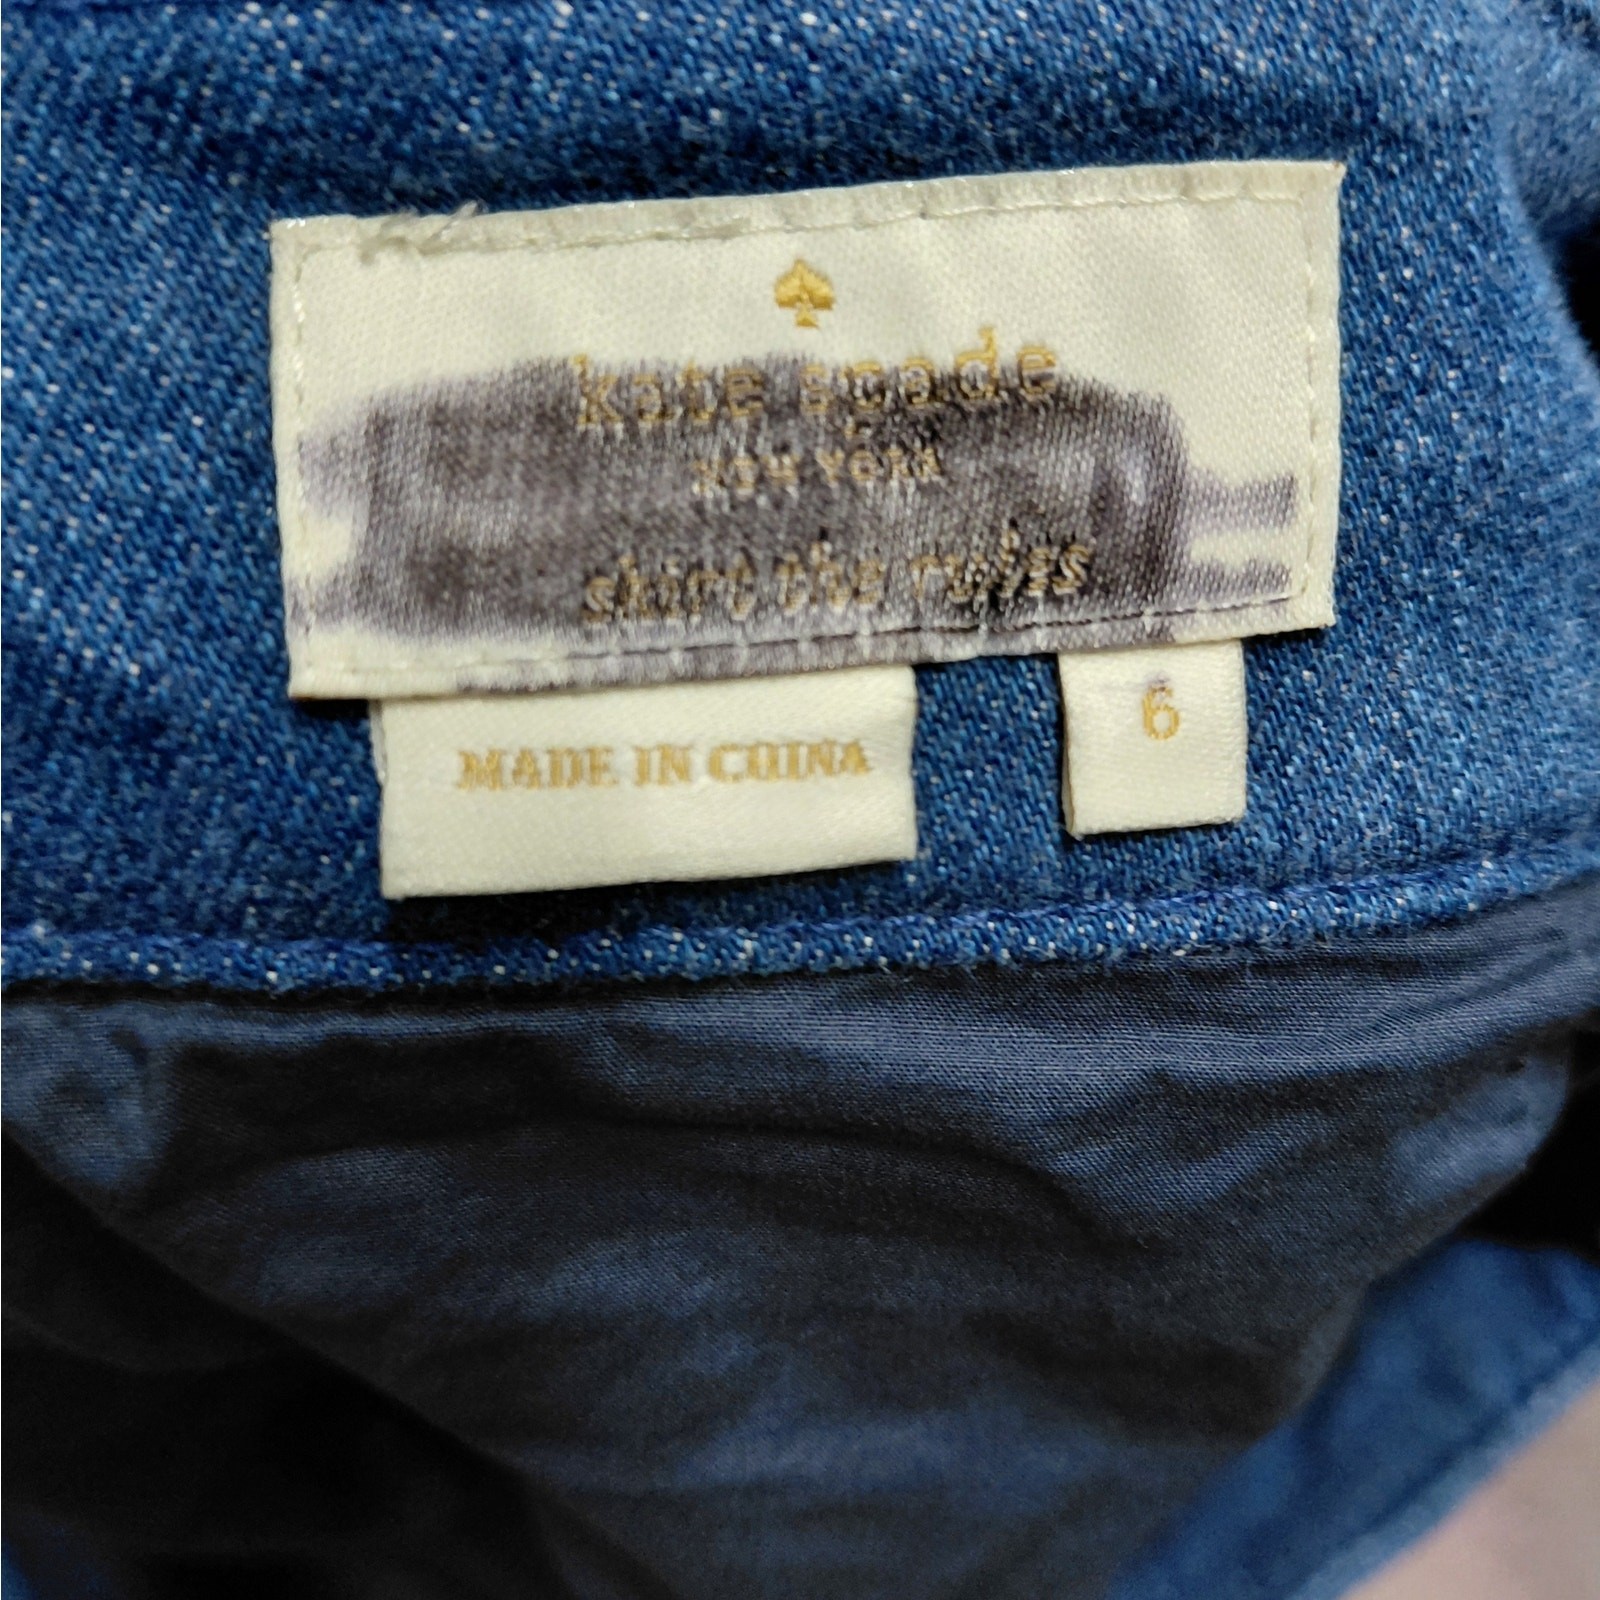 kate spade
NEW YORK
skirt the rules
MADE IN CHINA
6